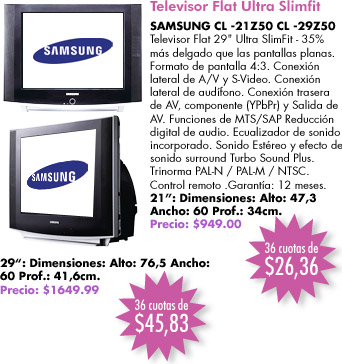 Televisor Flat Ultra Slimfit
SAMSUNG CL -21Z50 CL -29Z50
Televisor Flat 29" Ultra SlimFit - 35%
más delgado que las pantallas planas.
Formato de pantalla 4:3. Conexión
lateral de A/V y S-Video. Conexión
lateral de audífono. Conexión trasera
de AV, componente (YPbPr) y Salida de
AV. Funciones de MTS/SAP Reducción
digital de audio. Ecualizador de sonido
incorporado. Sonido Estéreo y efecto de
sonido surround Turbo Sound Plus.
Trinorma PAL-N / PAL-M / NTSC.
Control remoto .Garantía: 12 meses.
21": Dimensiones: Alto: 47,3
Ancho: 60 Prof.: 34cm.
Precio: $949.00
36 cuotas de
$26,36
SAMSUNG
SAMSUNG
29": Dimensiones: Alto: 76,5 Ancho:
60 Prof.: 41,6cm.
Precio: $1649.99
36 cuotas de
$45,83